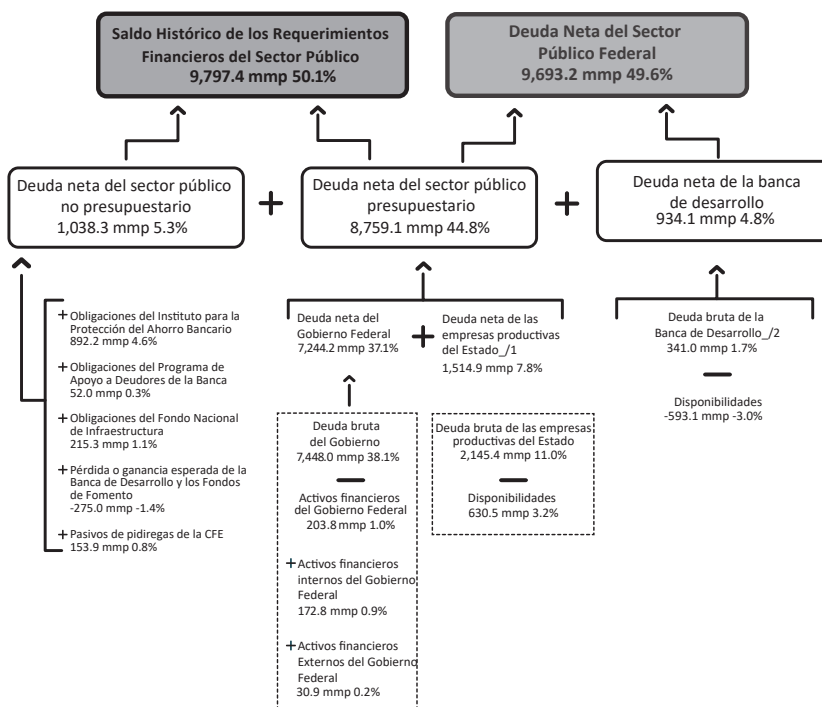 Saldo Histórico de los Requerimientos
Financieros del Sector Público
9,797.4 mmp 50.1%
Deuda Neta del Sector
Público Federal
9,693.2 mmp 49.6%
Deuda neta del sector público
no presupuestario
1,038.3 mmp 5.3%
+
Deuda neta del sector público
presupuestario
8,759.1 mmp 44.8%
+
Deuda neta de la banca
de desarrollo
934.1 mmp 4.8%
+Obligaciones del Instituto para la
Protección del Ahorro Bancario
892.2 mmp 4.6%
+Obligaciones del Programa de
Apoyo a Deudores de la Banca
52.0 mmp 0.3%
+Obligaciones del Fondo Nacional
de Infraestructura
215.3 mmp 1.1%
+Pérdida o ganancia esperada de la
Banca de Desarrollo y los Fondos
de Fomento
-275.0 mmp -1.4%
+Pasivos de pidiregas de la CFE
153.9 mmp 0.8%
Deuda neta del
Gobierno Federal
7,244.2 mmp 37.1%
+
Deuda neta de las
empresas productivas
del Estado_/1
1,514.9 mmp 7.8%
Deuda bruta
del Gobierno
7,448.0 mmp 38.1%
—
Activos financieros
del Gobierno Federal
203.8 mmp 1.0%
+Activos financieros
internos del Gobierno
Federal
172.8 mmp 0.9%
+Activos financieros
Externos del Gobierno
Federal
30.9 mmp 0.2%
Deuda bruta de las empresas
productivas del Estado
2,145.4 mmp 11.0%
—
Disponibilidades
630.5 mmp 3.2%
Deuda bruta de la
Banca de Desarrollo_/2
341.0 mmp 1.7%
—
Disponibilidades
-593.1 mmp -3.0%